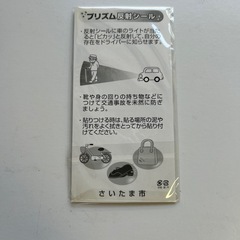 プリズム反射シール
・反射シールに車のライトが当た
ると「ピカッ」と反射して、自分の
存在をドライバーに知らせます。
・靴や身の回りの持ち物などに
つけて交通事故を未然に防ぎ
ましょう。
・貼りつける時は、貼る場所の泥や
汚れをよく拭きとってから貼り付
けてください。
さいたま市